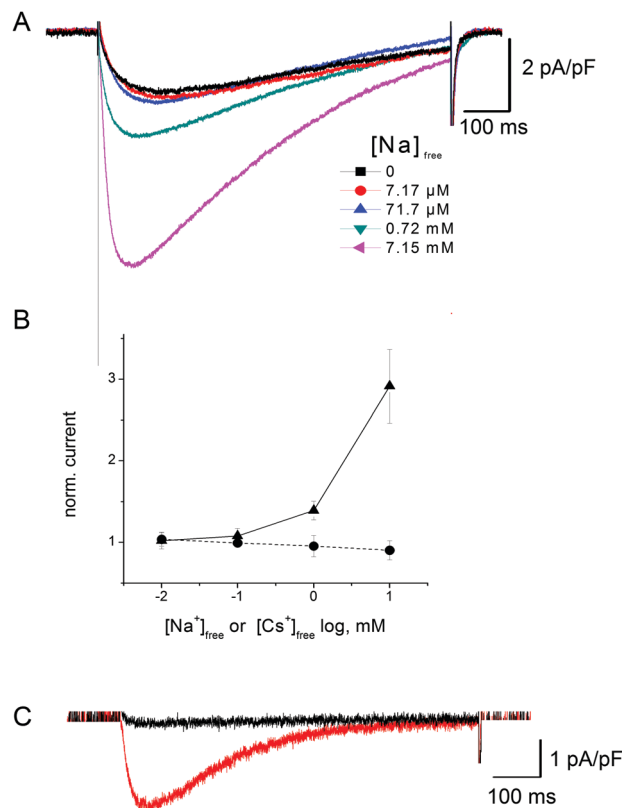 A
2 pA/pF
100 ms
[Na] free
0
7.17 µM
71.7 µM
0.72 mM
7.15 mM
B
norm. current
3
2
1
-2 -1 0 1
[Na⁺]free or [Cs⁺]free log, mM
C
1 pA/pF
100 ms